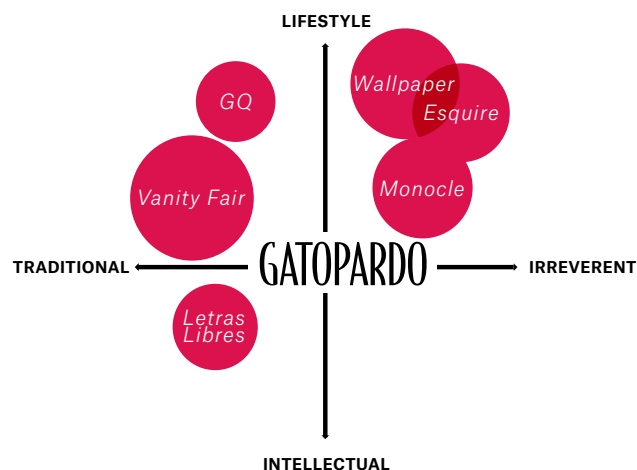 LIFESTYLE
Wallpaper
GQ
Esquire
Vanity Fair
Monocle
GATOPARDO
TRADITIONAL
IRREVERENT
Letras
Libres
INTELLECTUAL